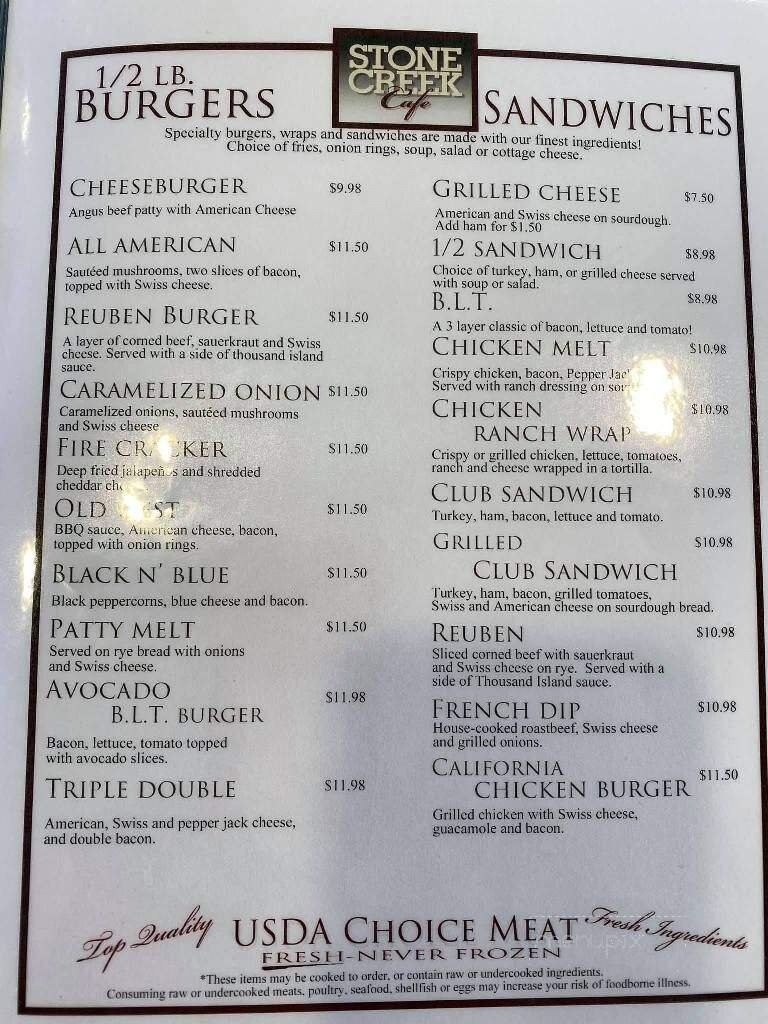 STONE
CREEK
Cafe
1/2 LB.
BURGERS
SANDWICHES
Specialty burgers, wraps and sandwiches are made with our finest ingredients!
Choice of fries, onion rings, soup, salad or cottage cheese.
CHEESEBURGER $9.98
Angus beef patty with American Cheese
ALL AMERICAN $11.50
Sautéed mushrooms, two slices of bacon,
topped with Swiss cheese.
REUBEN BURGER $11.50
A layer of corned beef, sauerkraut and Swiss
cheese. Served with a side of thousand island
sauce.
CARAMELIZED ONION $11.50
Caramelized onions, sautéed mushrooms
and Swiss cheese
FIRE CRACKER $11.50
Deep fried jalapeños and shredded
cheddar
OLD $11.50
BBQ sauce, American cheese, bacon,
topped with onion rings.
BLACK N' BLUE $11.50
Black peppercorns, blue cheese and bacon.
PATTY MELT $11.50
Served on rye bread with onions
and Swiss cheese.
AVOCADO $11.98
B.L.T. BURGER
Bacon, lettuce, tomato topped
with avocado slices.
TRIPLE DOUBLE $11.98
American, Swiss and pepper jack cheese,
and double bacon.
GRILLED CHEESE $7.50
American and Swiss cheese on sourdough.
Add ham for $1.50
1/2 SANDWICH $8.98
Choice of turkey, ham, or grilled cheese served
with soup or salad.
B.L.T. $8.98
A 3 layer classic of bacon, lettuce and tomato!
CHICKEN MELT $10.98
Crispy chicken, bacon, Pepper
Served with ranch dressing on
CHICKEN $10.98
RANCH WRAP
Crispy or grilled chicken, lettuce, tomatoes,
ranch and cheese wrapped in a tortilla.
CLUB SANDWICH $10.98
Turkey, ham, bacon, lettuce and tomato.
GRILLED $10.98
CLUB SANDWICH
Turkey, ham, bacon, grilled tomatoes,
Swiss and American cheese on sourdough bread.
REUBEN $10.98
Sliced corned beef with sauerkraut
and Swiss cheese on rye. Served with a
side of Thousand Island sauce.
FRENCH DIP $10.98
House-cooked roastbeef, Swiss cheese
and grilled onions.
CALIFORNIA $11.50
CHICKEN BURGER
Grilled chicken with Swiss cheese,
guacamole and bacon.
Top Quality USDA CHOICE MEAT Fresh Ingredients
FRESH-NEVER FROZEN
menupix
*These items may be cooked to order, or contain raw or undercooked ingredients.
Consuming raw or undercooked meats, poultry, seafood, shellfish or eggs may increase your risk of foodborne illness.